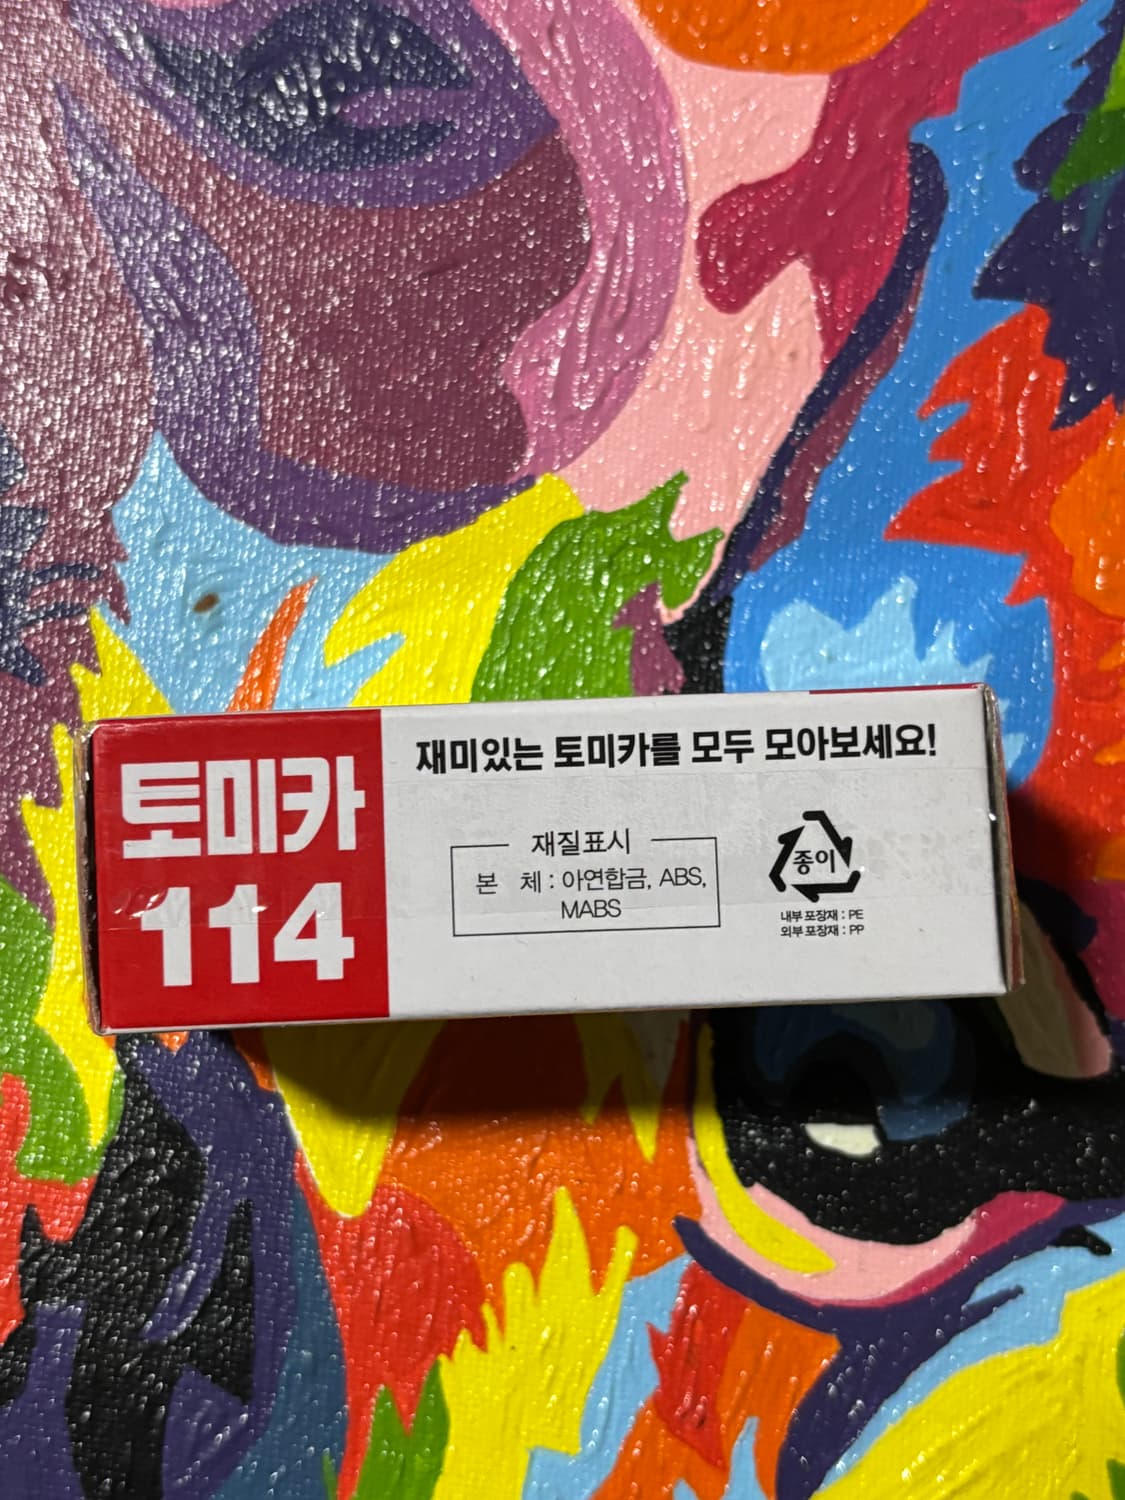 토미카
114
재미있는 토미카를 모두 모아보세요!
재질표시
본 체 : 아연합금, ABS,
MABS
종이
내부 포장재 : PE
외부 포장재 : PP